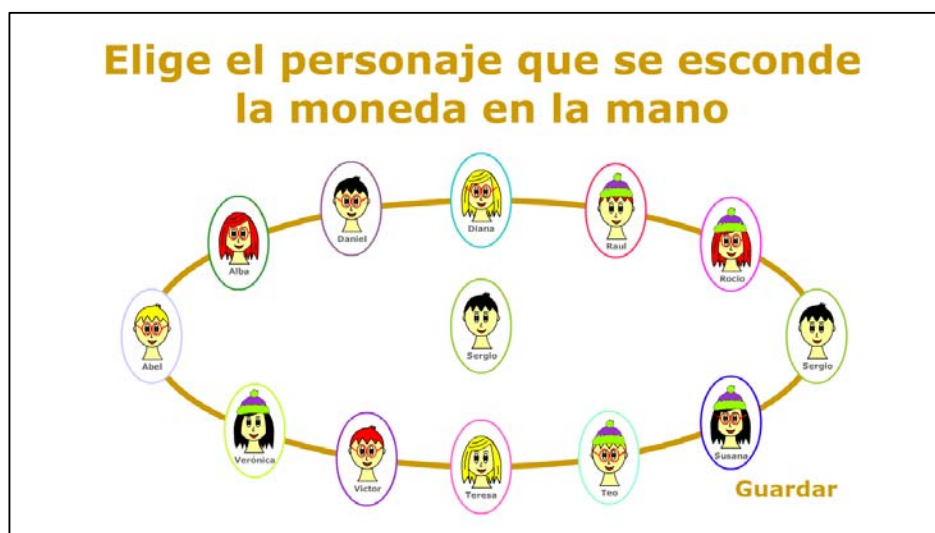 Elige el personaje que se esconde
la moneda en la mano
Diana
Daniel
Raul
Alba
Rocío
Sergio
Sergio
Abel
Verónica
Susana
Victor
Teresa
Teo
Guardar